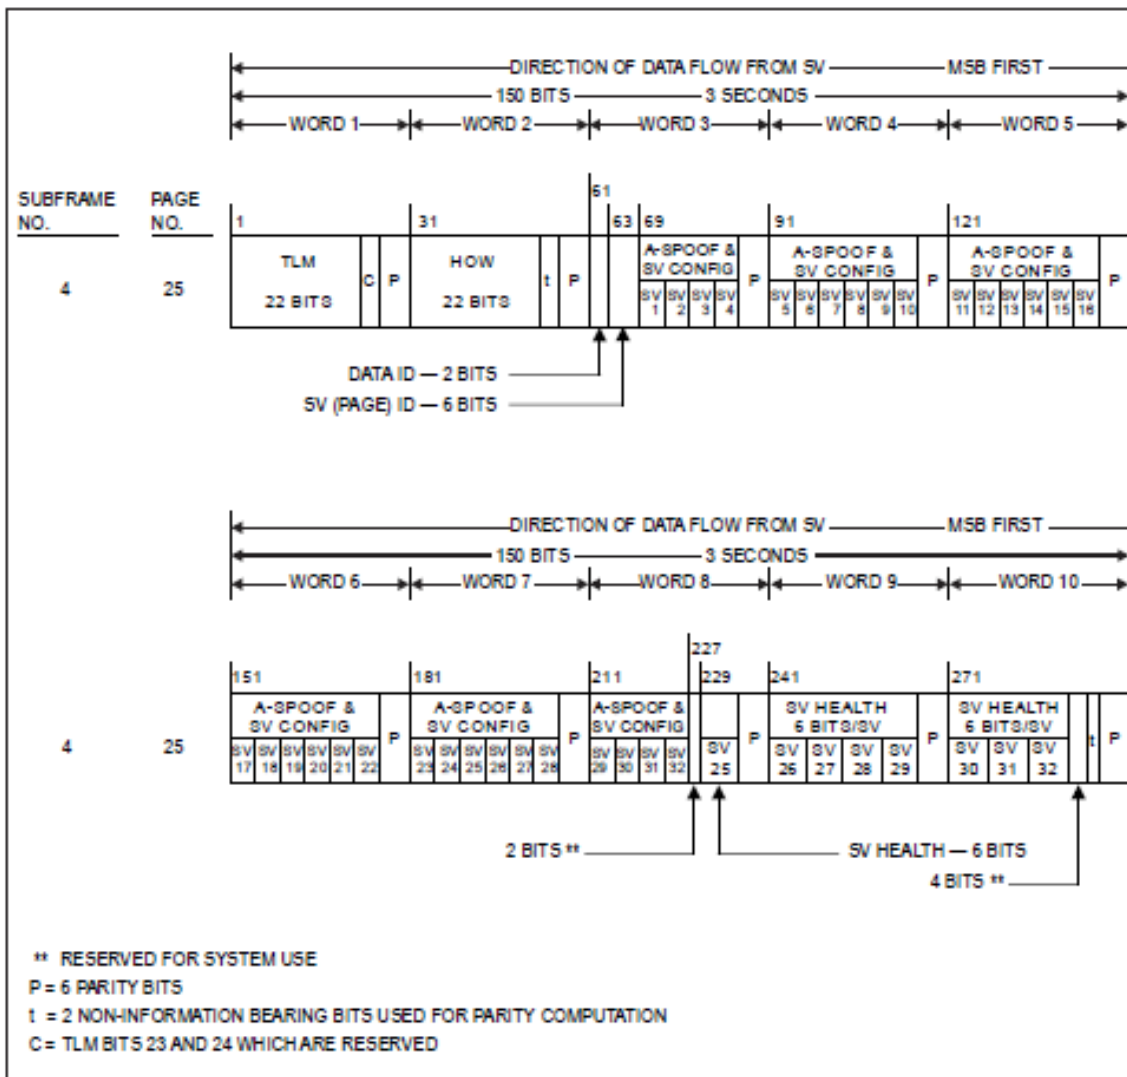 DIRECTION OF DATA FLOW FROM SV MSB FIRST
150 BITS 3 SECONDS
WORD 1 WORD 2 WORD 3 WORD 4 WORD 5
SUBFRAME NO. PAGE NO.
61
1 31 63 69 91 121
4 25
TLM 22 BITS C P
HOW 22 BITS t P
A-SPOOF & SV CONFIG P
SV 1 SV 2 SV 3 SV 4
A-SPOOF & SV CONFIG P
SV 5 SV 6 SV 7 SV 8 SV 9 SV 10
A-SPOOF & SV CONFIG P
SV 11 SV 12 SV 13 SV 14 SV 15 SV 16
DATA ID — 2 BITS
SV (PAGE) ID — 6 BITS
DIRECTION OF DATA FLOW FROM SV MSB FIRST
150 BITS 3 SECONDS
WORD 6 WORD 7 WORD 8 WORD 9 WORD 10
227
151 181 211 229 241 271
4 25
A-SPOOF & SV CONFIG P
SV 17 SV 18 SV 19 SV 20 SV 21 SV 22
A-SPOOF & SV CONFIG P
SV 23 SV 24 SV 25 SV 26 SV 27 SV 28
A-SPOOF & SV CONFIG P
SV 29 SV 30 SV 31 SV 32
SV 25
SV HEALTH 6 BITS/SV P
SV 26 SV 27 SV 28 SV 29
SV HEALTH 6 BITS/SV t P
SV 30 SV 31 SV 32
2 BITS ** SV HEALTH — 6 BITS
4 BITS **
** RESERVED FOR SYSTEM USE
P = 6 PARITY BITS
t = 2 NON-INFORMATION BEARING BITS USED FOR PARITY COMPUTATION
C = TLM BITS 23 AND 24 WHICH ARE RESERVED